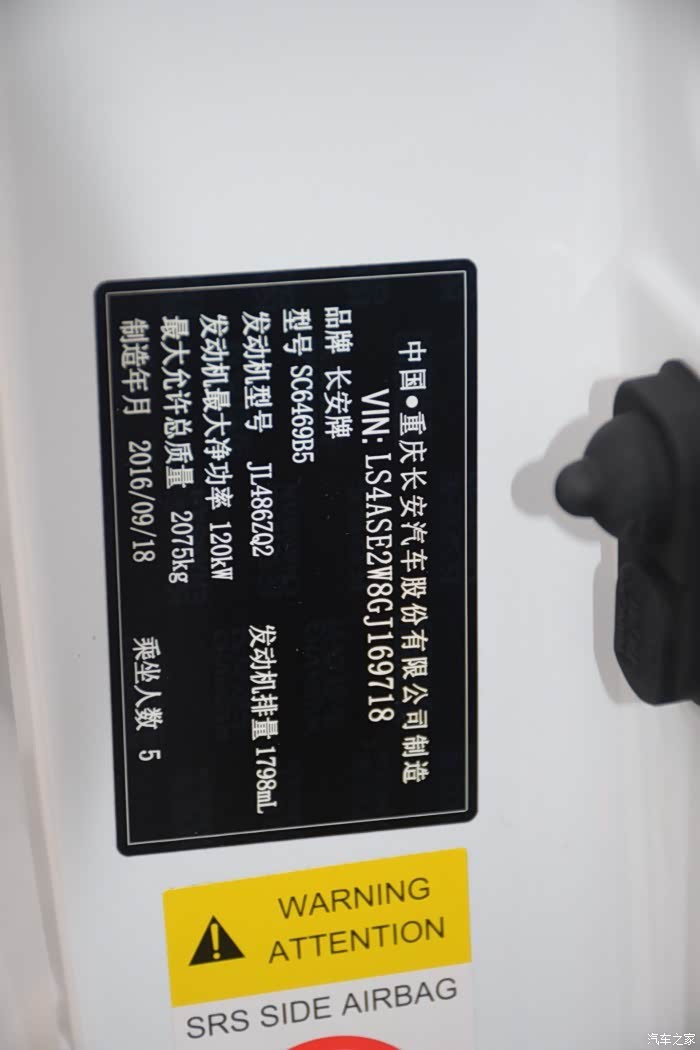 中国•重庆长安汽车股份有限公司制造
VIN: LS4ASE2W8GJ169718
品牌 长安牌
型号 SC6469B5
发动机型号 JL486ZQ2 发动机排量 1798mL
发动机最大净功率 120kW
最大允许总质量 2075kg
制造年月 2016/09/18 乘坐人数 5
WARNING
ATTENTION
SRS SIDE AIRBAG
汽车之家